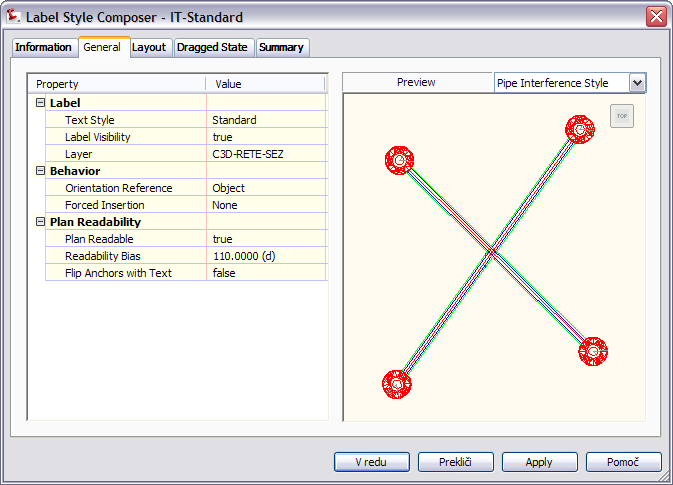 Label Style Composer - IT-Standard
Information General Layout Dragged State Summary
Property Value
Label
Text Style Standard
Label Visibility true
Layer C3D-RETE-SEZ
Behavior
Orientation Reference Object
Forced Insertion None
Plan Readability
Plan Readable true
Readability Bias 110.0000 (d)
Flip Anchors with Text false
Preview Pipe Interference Style
TOP
V redu Prekliči Apply Pomoč